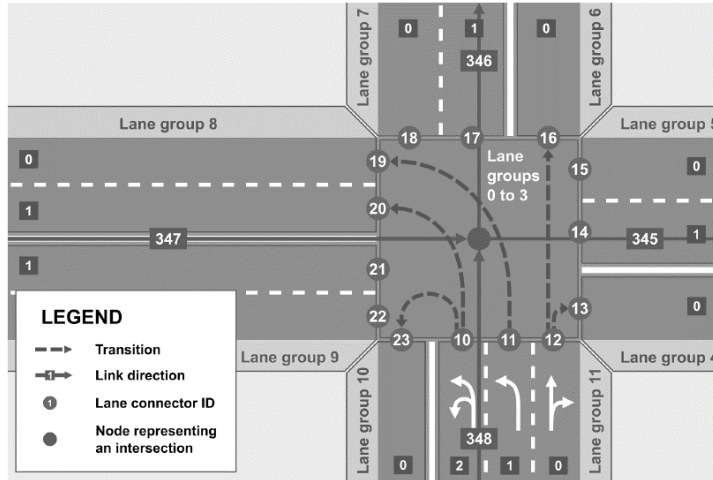 Lane group 7
0
1
0
Lane group 6
346
Lane group 8
Lane group 5
18
17
16
0
19
Lane
groups
0 to 3
15
0
1
20
347
14
345
1
1
21
22
13
0
LEGEND
Transition
1
Link direction
1
Lane connector ID
Node representing
an intersection
Lane group 9
23
10
11
12
Lane group 4
Lane group 10
348
Lane group 11
0
2
1
0